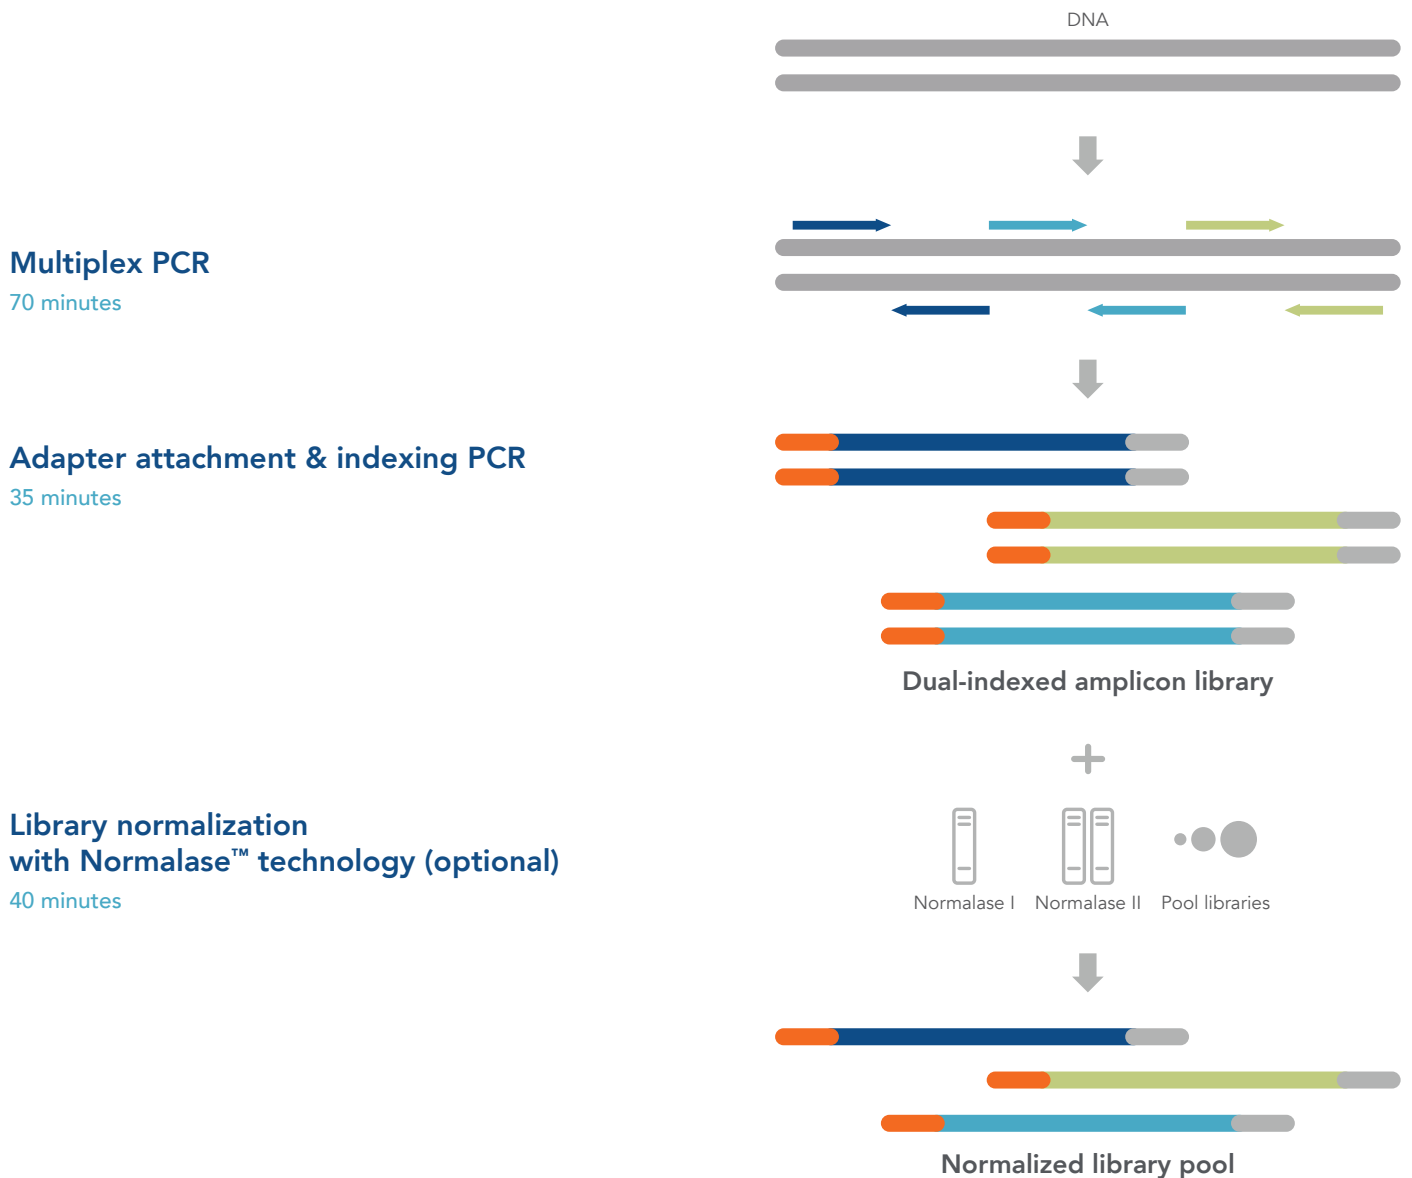 DNA
Multiplex PCR
70 minutes
Adapter attachment & indexing PCR
35 minutes
Dual-indexed amplicon library
Library normalization
with Normalase™ technology (optional)
40 minutes
Normalase I
Normalase II
Pool libraries
Normalized library pool